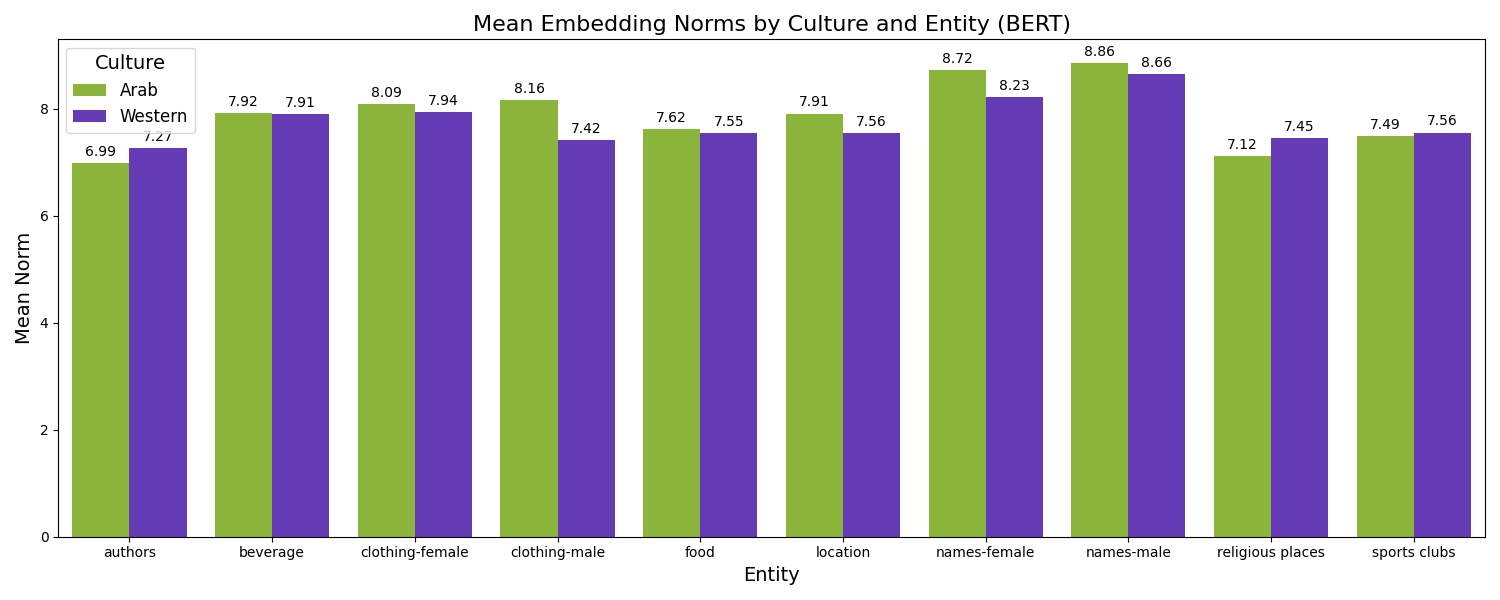 Mean Embedding Norms by Culture and Entity (BERT)
Culture
Arab
Western
Mean Norm
8
6
4
2
0
6.99 7.27 7.92 7.91 8.09 7.94 8.16 7.42 7.62 7.55 7.91 7.56 8.72 8.23 8.86 8.66 7.12 7.45 7.49 7.56
authors beverage clothing-female clothing-male food location names-female names-male religious places sports clubs
Entity